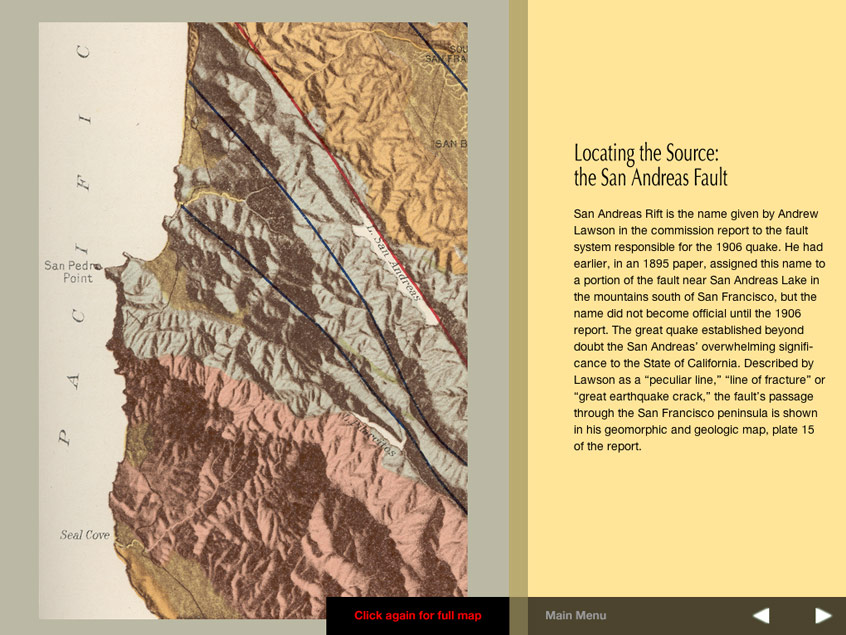 P A C I F I C
SOU
SAN FRA
SAN B
San Pedro
Point
L. San Andreas
Pilarcitos
Seal Cove
Locating the Source:
the San Andreas Fault
San Andreas Rift is the name given by Andrew
Lawson in the commission report to the fault
system responsible for the 1906 quake. He had
earlier, in an 1895 paper, assigned this name to
a portion of the fault near San Andreas Lake in
the mountains south of San Francisco, but the
name did not become official until the 1906
report. The great quake established beyond
doubt the San Andreas’ overwhelming signifi-
cance to the State of California. Described by
Lawson as a “peculiar line,” “line of fracture” or
“great earthquake crack,” the fault’s passage
through the San Francisco peninsula is shown
in his geomorphic and geologic map, plate 15
of the report.
Click again for full map
Main Menu